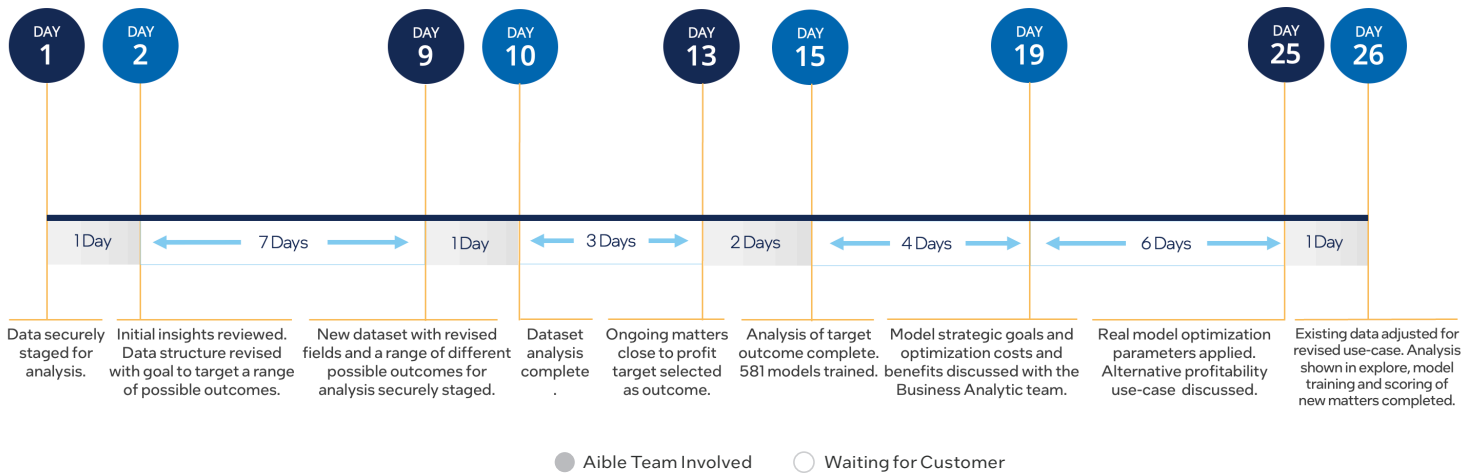 DAY
1
DAY
2
DAY
9
DAY
10
DAY
13
DAY
15
DAY
19
DAY
25
DAY
26
1 Day
7 Days
1 Day
3 Days
2 Days
4 Days
6 Days
1 Day
Data securely
staged for
analysis.
Initial insights reviewed.
Data structure revised
with goal to target a range
of possible outcomes.
New dataset with revised
fields and a range of different
possible outcomes for
analysis securely staged.
Dataset
analysis
complete
.
Ongoing matters
close to profit
target selected
as outcome.
Analysis of target
outcome complete.
581 models trained.
Model strategic goals and
optimization costs and
benefits discussed with the
Business Analytic team.
Real model optimization
parameters applied.
Alternative profitability
use-case discussed.
Existing data adjusted for
revised use-case. Analysis
shown in explore, model
training and scoring of
new matters completed.
Aible Team Involved
Waiting for Customer